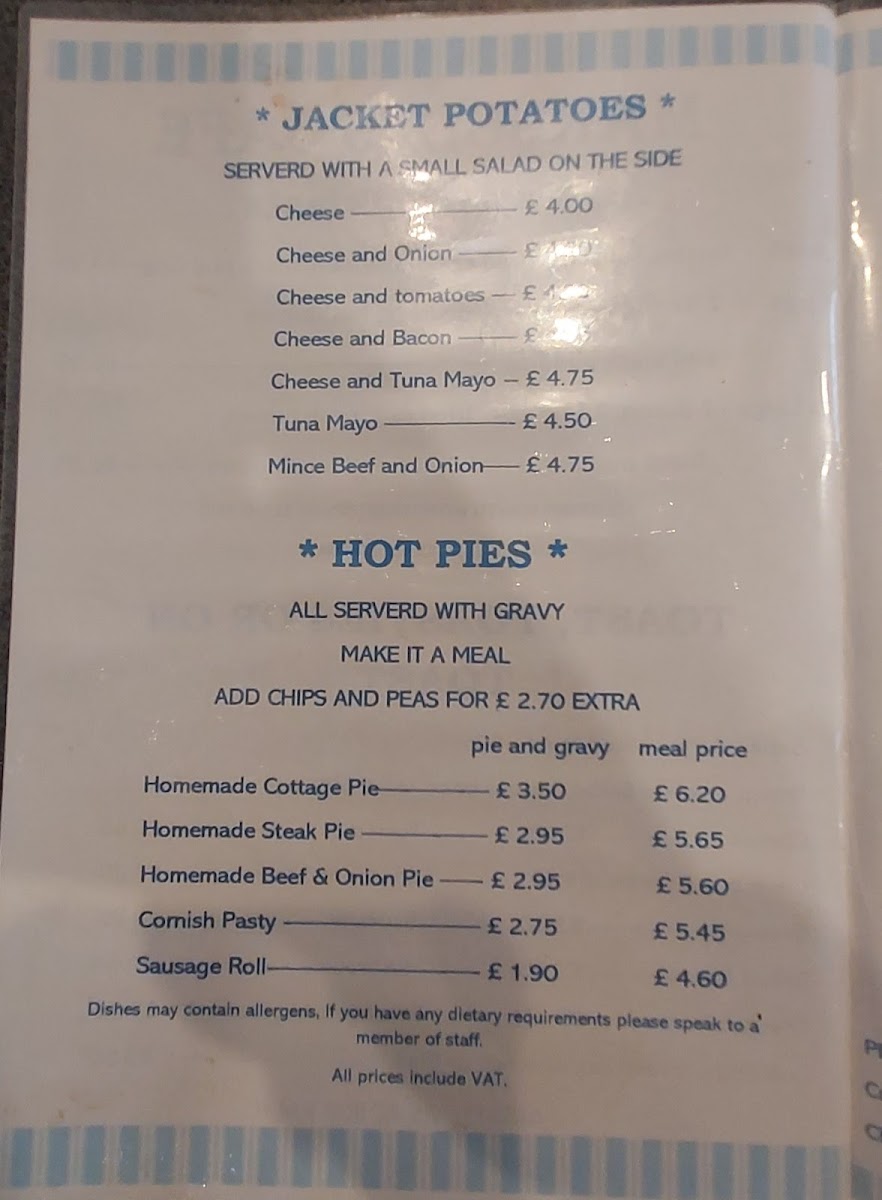 * JACKET POTATOES *
SERVERD WITH A SMALL SALAD ON THE SIDE
Cheese £ 4.00
Cheese and Onion £
Cheese and tomatoes £
Cheese and Bacon £
Cheese and Tuna Mayo – £ 4.75
Tuna Mayo £ 4.50
Mince Beef and Onion £ 4.75
* HOT PIES *
ALL SERVERD WITH GRAVY
MAKE IT A MEAL
ADD CHIPS AND PEAS FOR £ 2.70 EXTRA
pie and gravy meal price
Homemade Cottage Pie £ 3.50 £ 6.20
Homemade Steak Pie £ 2.95 £ 5.65
Homemade Beef & Onion Pie £ 2.95 £ 5.60
Cornish Pasty £ 2.75 £ 5.45
Sausage Roll £ 1.90 £ 4.60
Dishes may contain allergens, If you have any dietary requirements please speak to a
member of staff.
All prices include VAT.